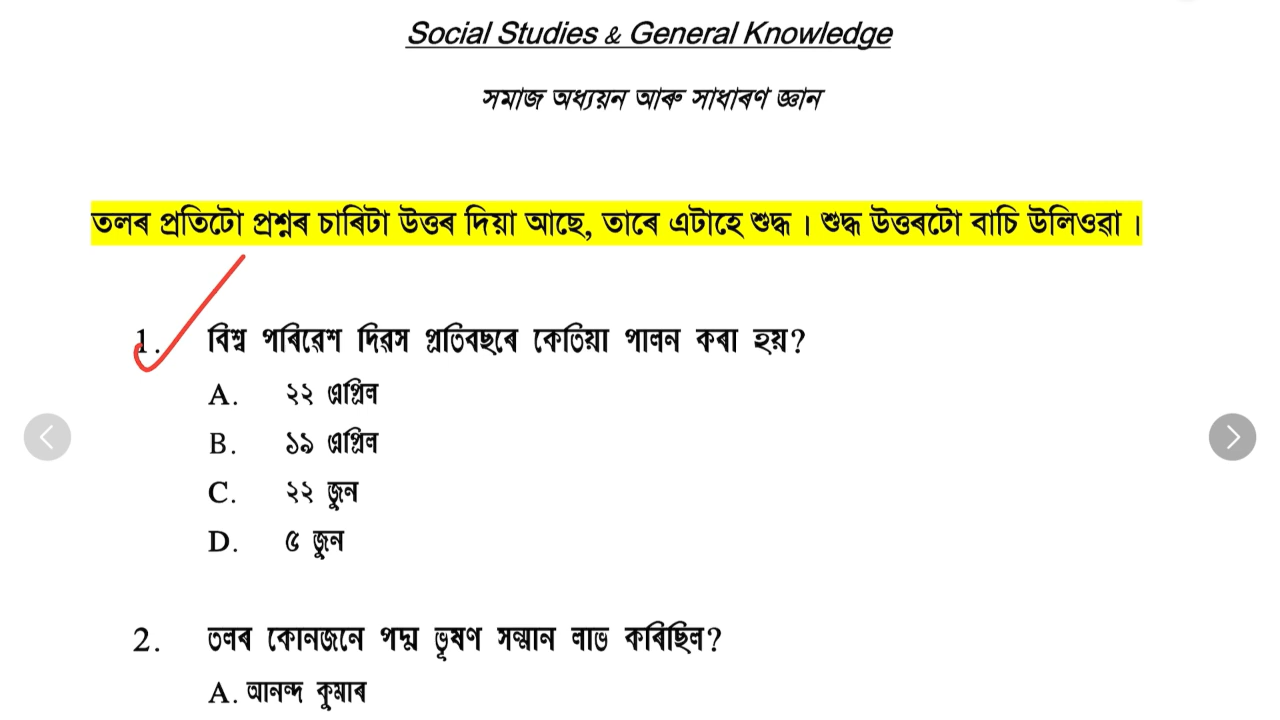 Social Studies & General Knowledge
সমাজ অধ্যয়ন আৰু সাধাৰণ জ্ঞান
তলৰ প্ৰতিটো প্ৰশ্নৰ চাৰিটা উত্তৰ দিয়া আছে, তাৰে এটাহে শুদ্ধ । শুদ্ধ উত্তৰটো বাচি উলিওৱা ।
1. বিশ্ব পৰিৱেশ দিৱস প্ৰতিবছৰে কেতিয়া পালন কৰা হয়?
A. ২২ এপ্ৰিল
B. ১৯ এপ্ৰিল
C. ২২ জুন
D. ৫ জুন
2. তলৰ কোনজনে পদ্ম ভূষণ সন্মান লাভ কৰিছিল?
A. আনন্দ কুমাৰ